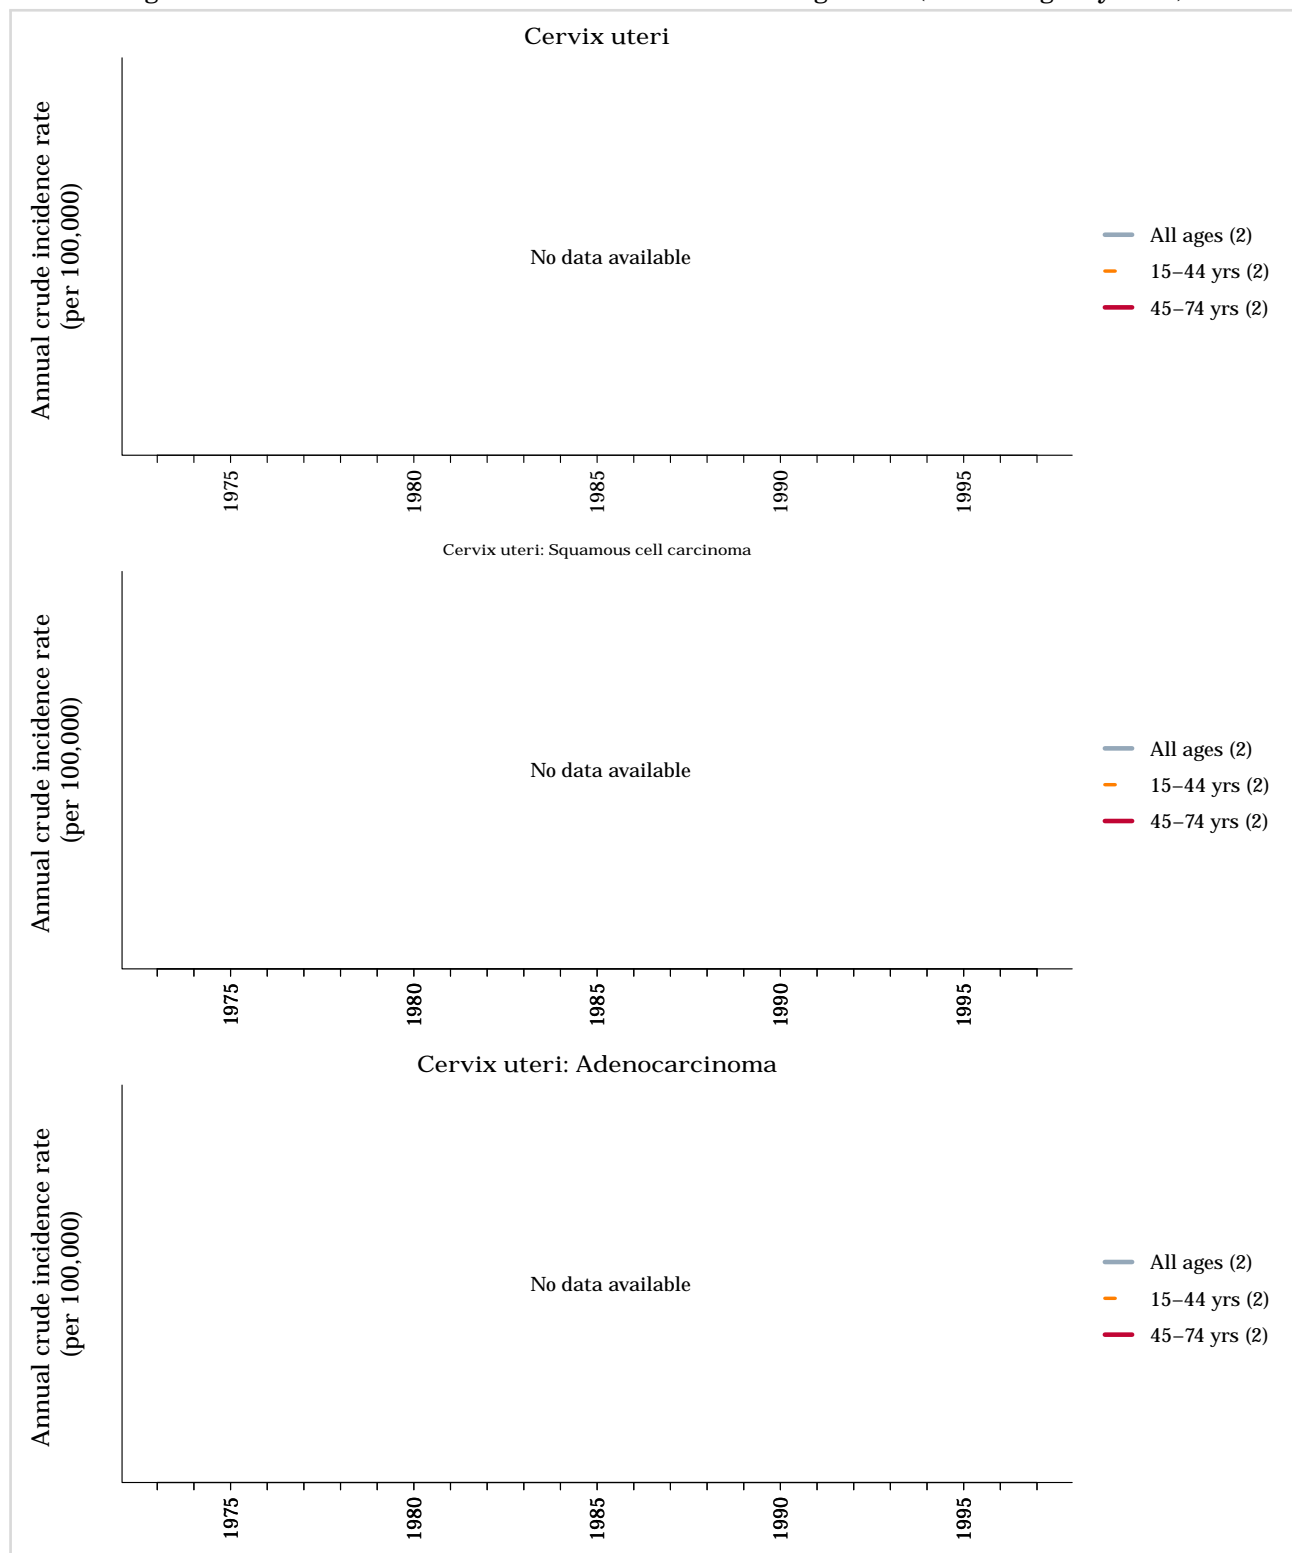 Cervix uteri
Annual crude incidence rate
(per 100,000)
No data available
All ages (2)
15–44 yrs (2)
45–74 yrs (2)
1975
1980
1985
1990
1995
Cervix uteri: Squamous cell carcinoma
Annual crude incidence rate
(per 100,000)
No data available
All ages (2)
15–44 yrs (2)
45–74 yrs (2)
1975
1980
1985
1990
1995
Cervix uteri: Adenocarcinoma
Annual crude incidence rate
(per 100,000)
No data available
All ages (2)
15–44 yrs (2)
45–74 yrs (2)
1975
1980
1985
1990
1995